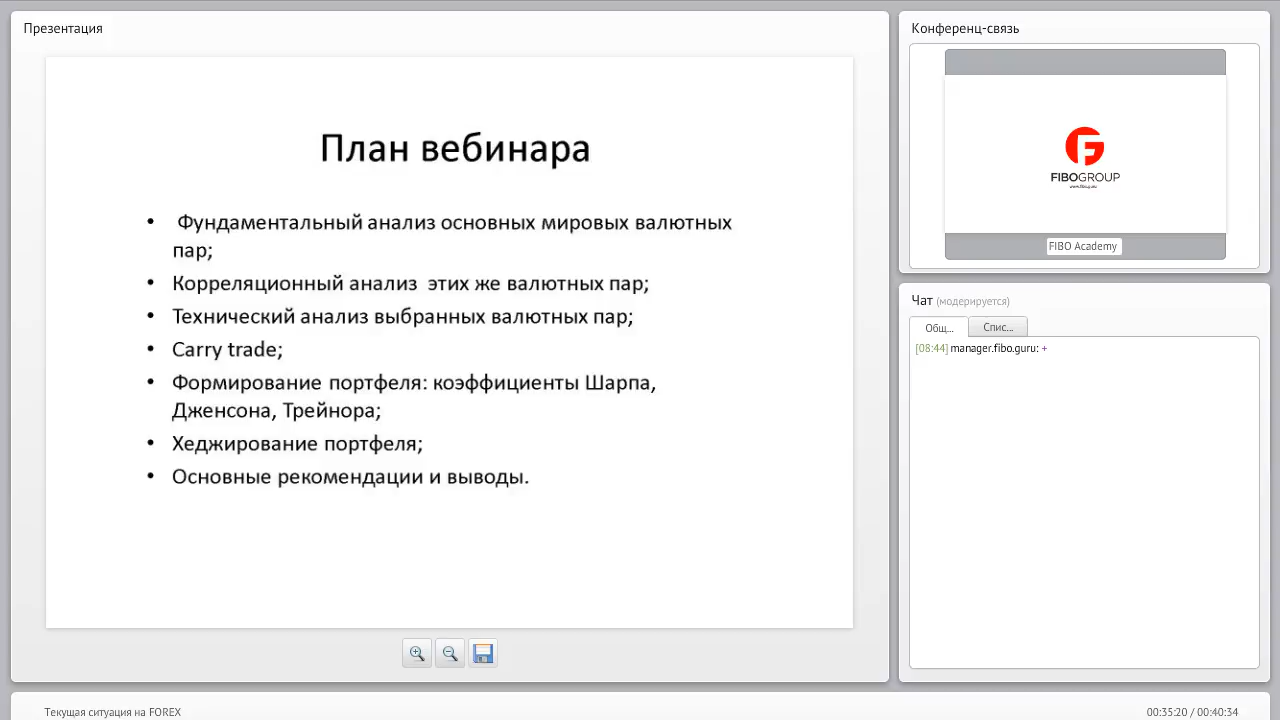 Презентация
План вебинара
• Фундаментальный анализ основных мировых валютных
пар;
• Корреляционный анализ этих же валютных пар;
• Технический анализ выбранных валютных пар;
• Carry trade;
• Формирование портфеля: коэффициенты Шарпа,
Дженсона, Трейнора;
• Хеджирование портфеля;
• Основные рекомендации и выводы.
Конференц-связь
FIBOGROUP
FIBO Academy
Чат (модерируется)
Общ...
Спис...
[08:44] manager.fibo.guru: +
Текущая ситуация на FOREX
00:35:20 / 00:40:34